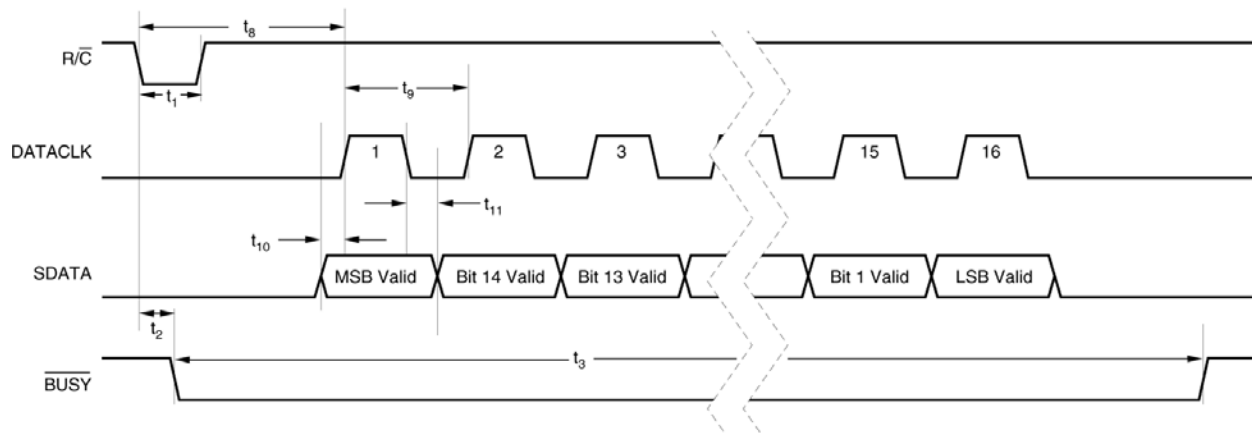 t8
R/C̅
t1
t9
DATACLK
1
2
3
15
16
t11
t10
SDATA
MSB Valid
Bit 14 Valid
Bit 13 Valid
Bit 1 Valid
LSB Valid
t2
t3
B̅U̅S̅Y̅